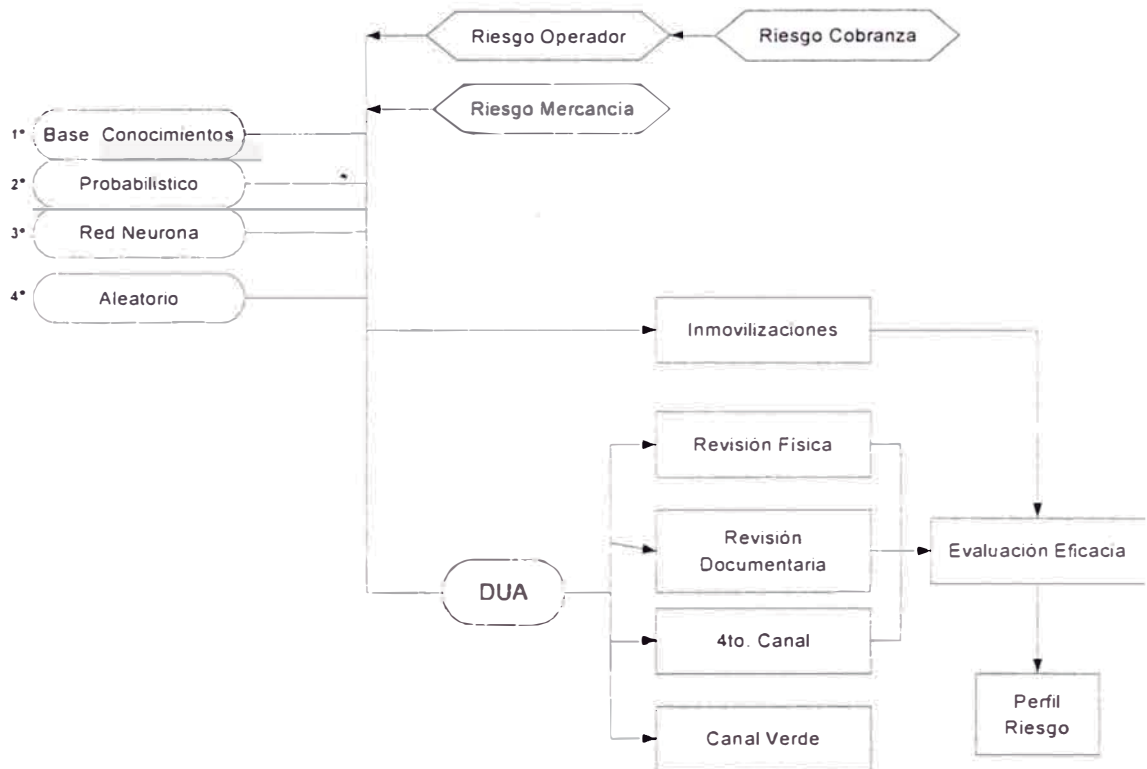 Riesgo Operador
Riesgo Cobranza
Riesgo Mercancia
1° Base Conocimientos
2° Probabilistico
3° Red Neurona
4° Aleatorio
Inmovilizaciones
Revisión Física
Revisión
Documentaria
Evaluación Eficacia
DUA
4to. Canal
Perfil
Riesgo
Canal Verde